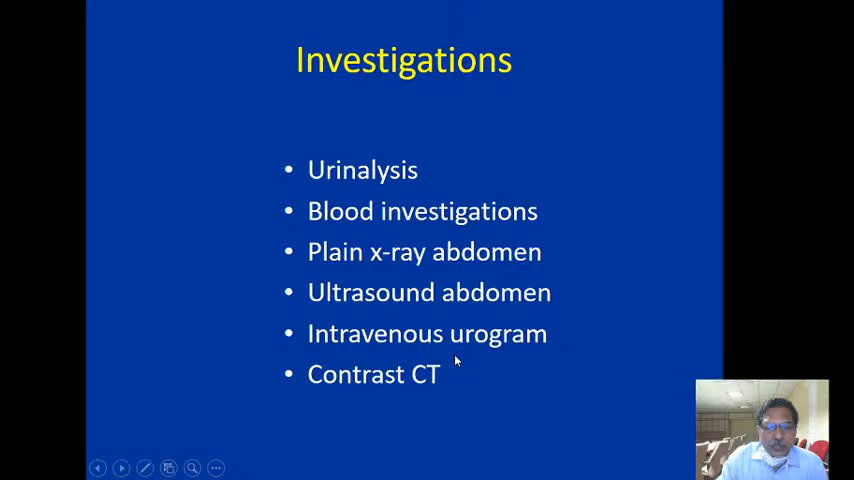 Investigations
• Urinalysis
• Blood investigations
• Plain x-ray abdomen
• Ultrasound abdomen
• Intravenous urogram
• Contrast CT